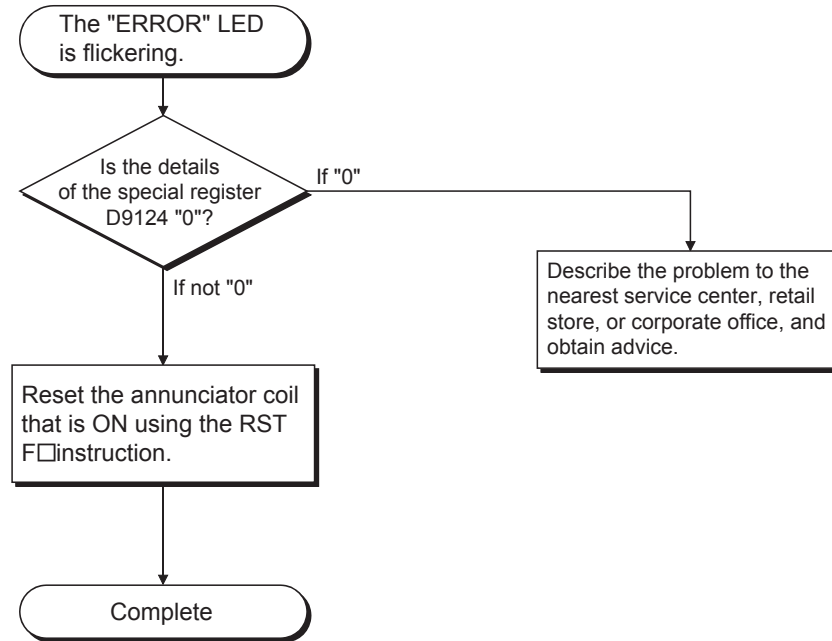 The "ERROR" LED
is flickering.
Is the details
of the special register
D9124 "0"?
If "0"
If not "0"
Describe the problem to the
nearest service center, retail
store, or corporate office, and
obtain advice.
Reset the annunciator coil
that is ON using the RST
F□instruction.
Complete